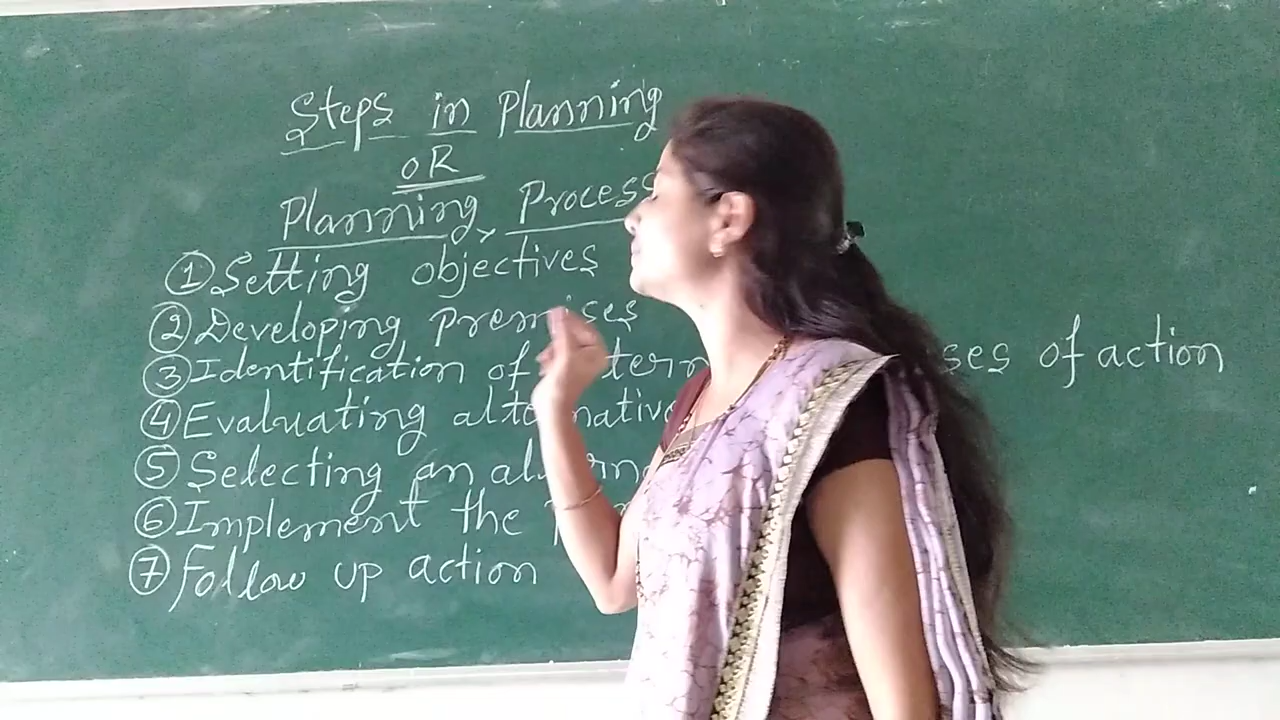 Steps in Planning
OR
Planning Process
① Setting objectives
② Developing Premises
③ Identification of of action
④ Evaluating
⑤ Selecting an
⑥ Implement the
⑦ Follow up action